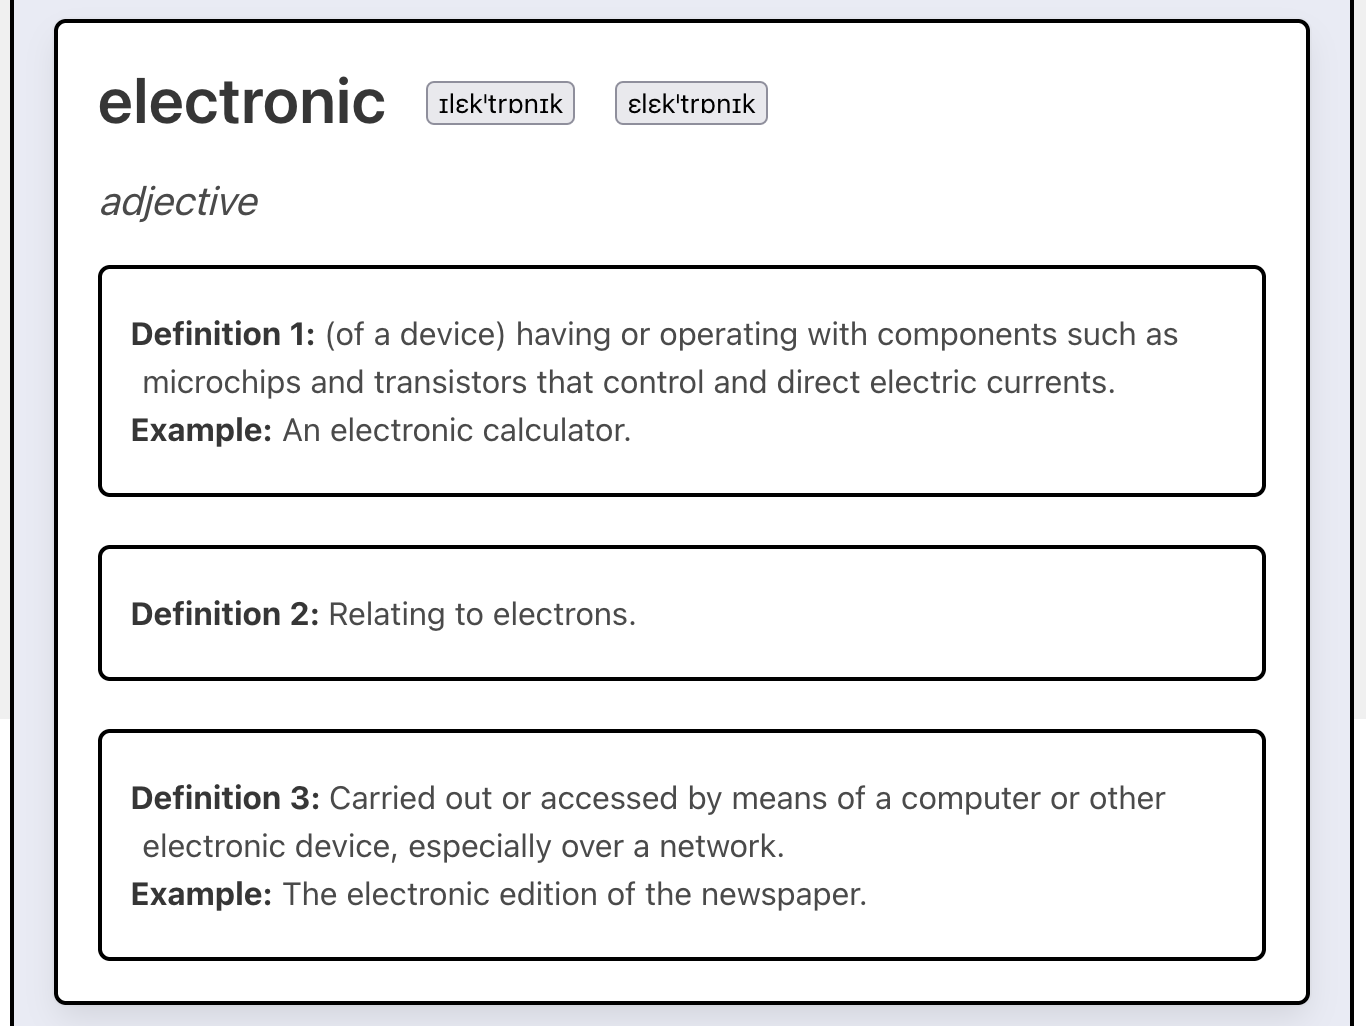 electronic ɪlɛkˈtrɒnɪk ɛlɛkˈtrɒnɪk
adjective
Definition 1: (of a device) having or operating with components such as
microchips and transistors that control and direct electric currents.
Example: An electronic calculator.
Definition 2: Relating to electrons.
Definition 3: Carried out or accessed by means of a computer or other
electronic device, especially over a network.
Example: The electronic edition of the newspaper.